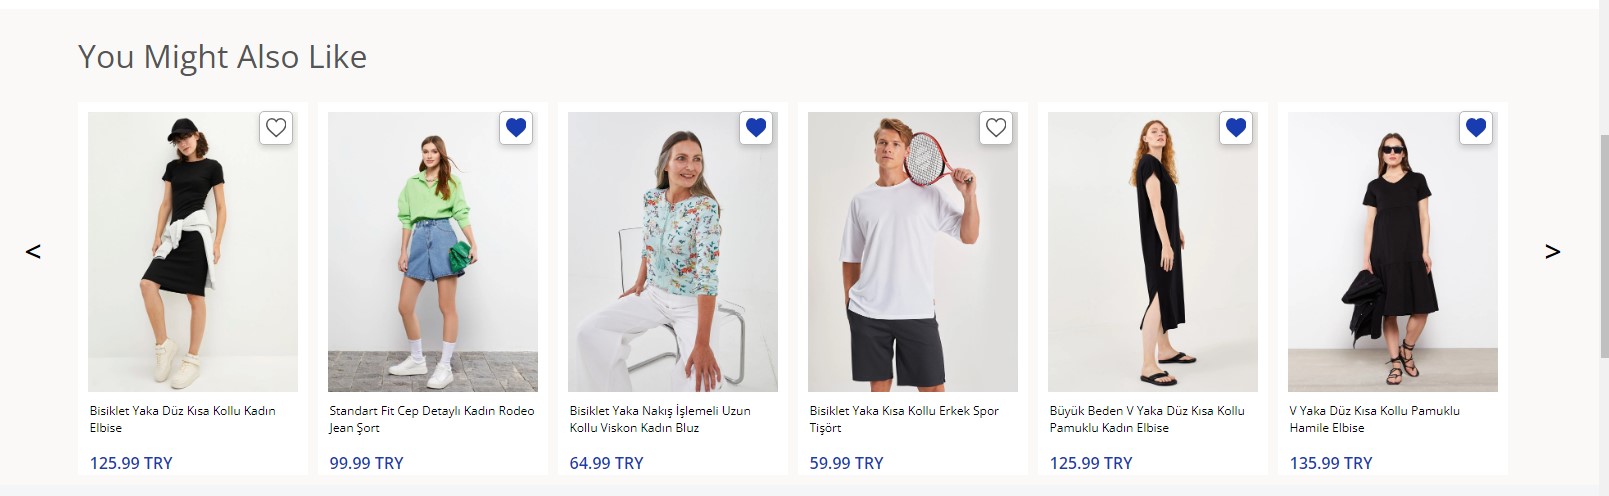 You Might Also Like
<
>
Bisiklet Yaka Düz Kısa Kollu Kadın
Elbise
125.99 TRY
Standart Fit Cep Detaylı Kadın Rodeo
Jean Şort
99.99 TRY
Bisiklet Yaka Nakış İşlemeli Uzun
Kollu Viskon Kadın Bluz
64.99 TRY
Bisiklet Yaka Kısa Kollu Erkek Spor
Tişört
59.99 TRY
Büyük Beden V Yaka Düz Kısa Kollu
Pamuklu Kadın Elbise
125.99 TRY
V Yaka Düz Kısa Kollu Pamuklu
Hamile Elbise
135.99 TRY